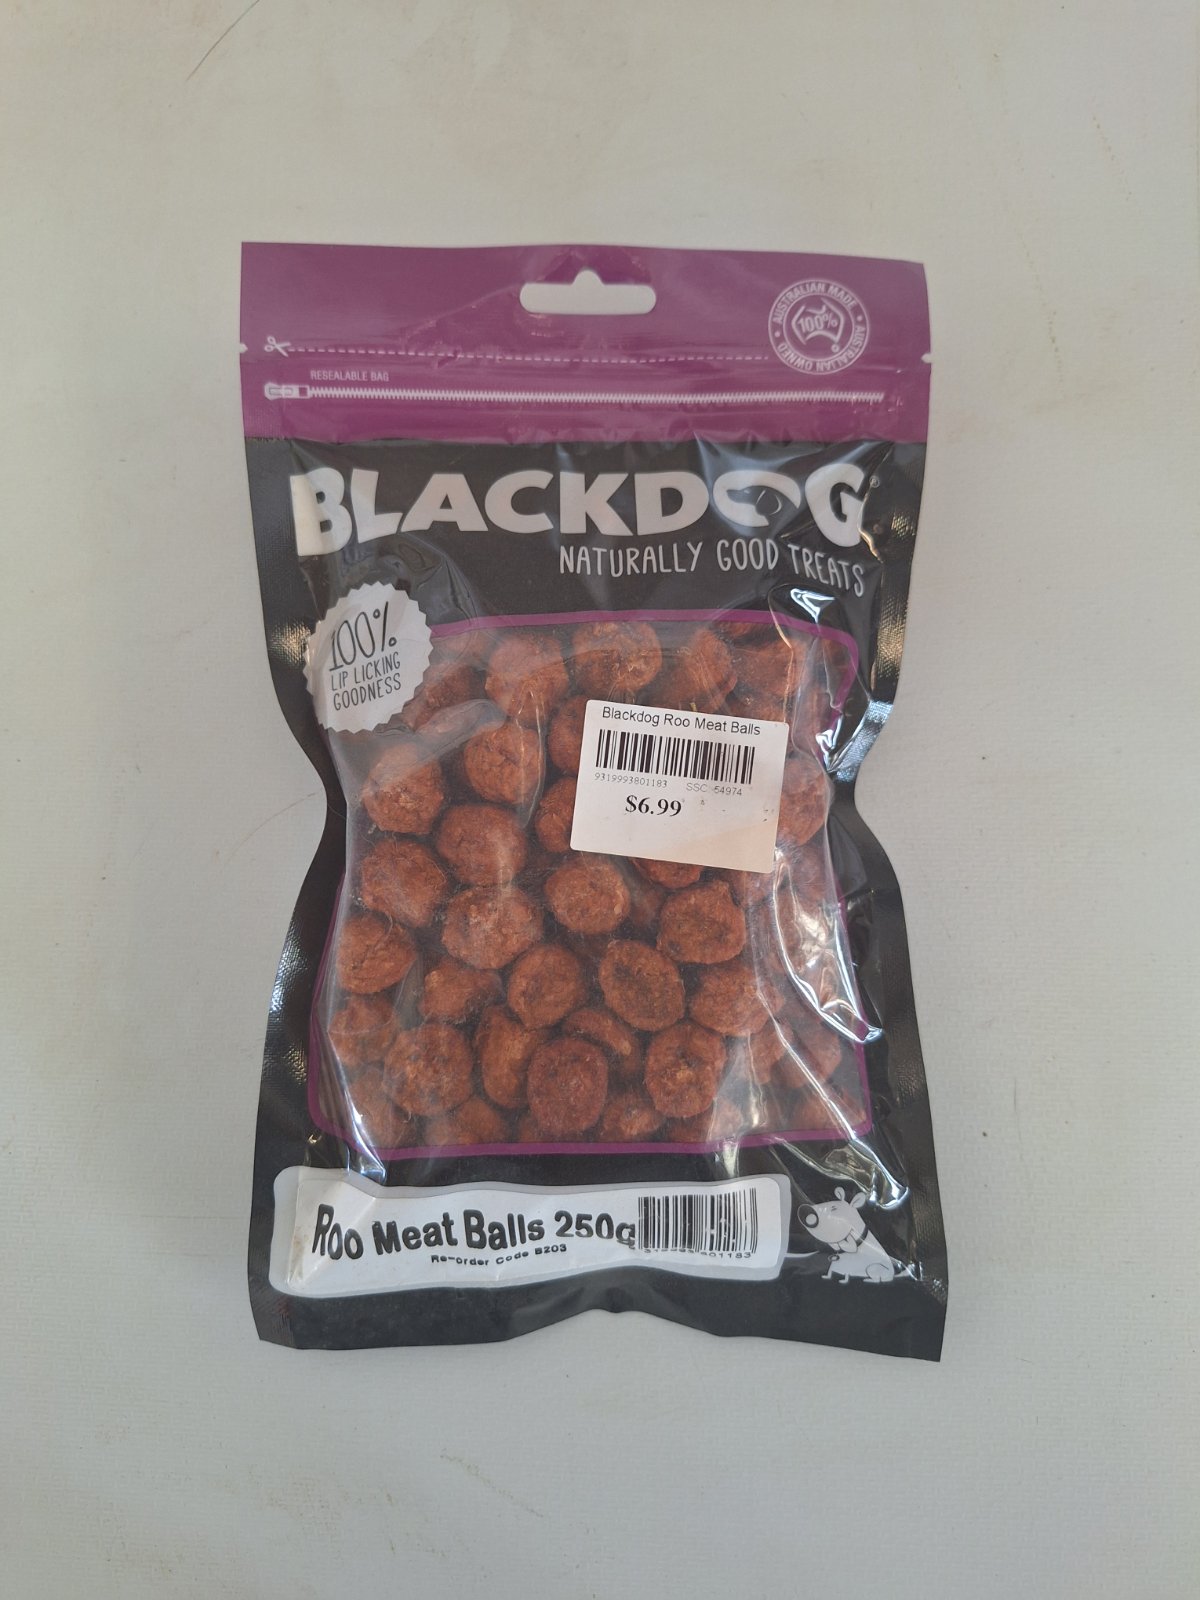 AUSTRALIAN MADE • AUSTRALIAN OWNED •
100%
RESEALABLE BAG
BLACKDOG
NATURALLY GOOD TREATS
100%
LIP LICKING
GOODNESS
Blackdog Roo Meat Balls
9319993801183 SSC 54974
$6.99
Roo Meat Balls 250g
Re-order Code B203